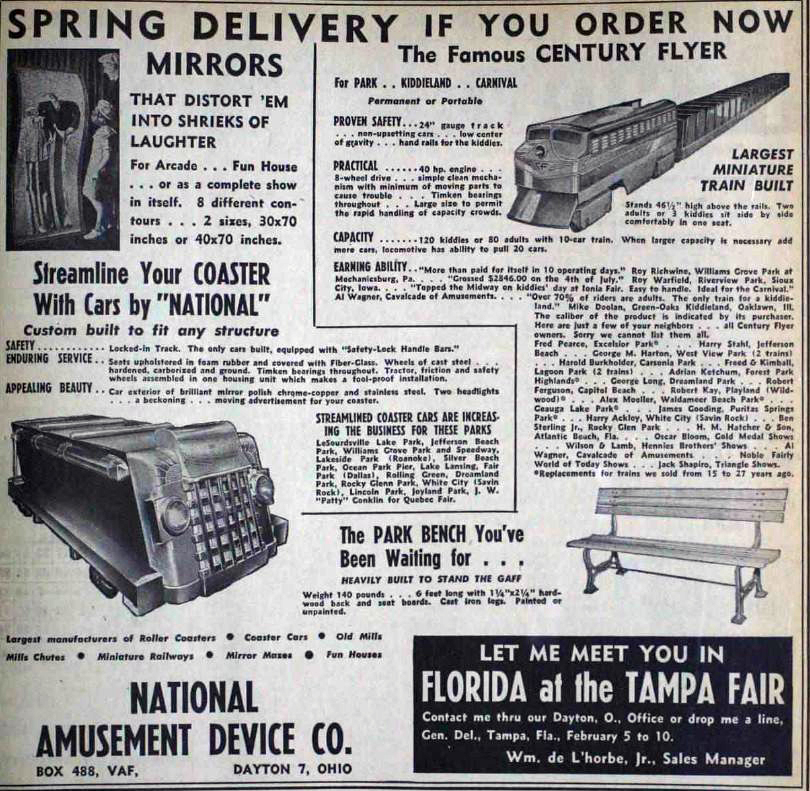 SPRING DELIVERY IF YOU ORDER NOW
MIRRORS
THAT DISTORT 'EM
INTO SHRIEKS OF
LAUGHTER
For Arcade . . . Fun House
. . . or as a complete show
in itself. 8 different con-
tours . . . 2 sizes, 30x70
inches or 40x70 inches.
The Famous CENTURY FLYER
For PARK . . KIDDIELAND . . CARNIVAL
Permanent or Portable
PROVEN SAFETY...24" gauge track
. . . non-upsetting cars . . . low center
of gravity . . . hand rails for the kiddies.
PRACTICAL ......40 hp. engine . . .
8-wheel drive . . . simple clean mecha-
nism with minimum of moving parts to
cause trouble . . . Timken bearings
throughout . . . Large size to permit
the rapid handling of capacity crowds.
LARGEST
MINIATURE
TRAIN BUILT
Stands 46½" high above the rails. Two
adults or 3 kiddies sit side by side
comfortably in one seat.
CAPACITY .......120 kiddies or 80 adults with 10-car train. When larger capacity is necessary add
more cars, locomotive has ability to pull 20 cars.
EARNING ABILITY.."More than paid for itself in 10 operating days." Roy Richwine, Williams Grove Park at
Mechanicsburg, Pa. . . . "Grossed $2846.00 on the 4th of July." Roy Warfield, Riverview Park, Sioux
City, Iowa. . . . "Topped the Midway on kiddies' day at Ionia Fair. Easy to handle. Ideal for the Carnival."
Al Wagner, Cavalcade of Amusements. . . . "Over 70% of riders are adults. The only train for a kiddie-
land." Mike Doolan, Green-Oaks Kiddieland, Oaklawn, Ill.
The caliber of the product is indicated by its purchaser.
Here are just a few of your neighbors . . . all Century Flyer
owners. Sorry we cannot list them all.
Fred Pearce, Excelsior Park* . . . Harry Stahl, Jefferson
Beach . . . George M. Harton, West View Park (2 trains)
. . . Harold Burkholder, Carsonia Park . . . Freed & Kimball,
Lagoon Park (2 trains) . . . Adrian Ketchum, Forest Park
Highlands* . . . George Long, Dreamland Park . . . Robert
Ferguson, Capitol Beach . . . Robert Kay, Playland (Wild-
wood)* . . . Alex Moeller, Waldameer Beach Park* . . .
Geauga Lake Park* . . . James Gooding, Puritas Springs
Park* . . . Harry Ackley, White City (Savin Rock) . . . Ben
Sterling Jr., Rocky Glen Park . . . H. M. Hatcher & Son,
Atlantic Beach, Fla. . . . Oscar Bloom, Gold Medal Shows
. . . Wilson & Lamb, Hennies Brothers' Shows . . . Al
Wagner, Cavalcade of Amusements . . . Noble Fairly
World of Today Shows . . . Jack Shapiro, Triangle Shows.
*Replacements for trains we sold from 15 to 27 years ago.
Streamline Your COASTER
With Cars by "NATIONAL"
Custom built to fit any structure
SAFETY........ Locked-in Track. The only cars built, equipped with "Safety-Lock Handle Bars."
ENDURING SERVICE.. Seats upholstered in foam rubber and covered with Fiber-Glass. Wheels of cast steel . . .
hardened, carborized and ground. Timken bearings throughout. Tractor, friction and safety
wheels assembled in one housing unit which makes a fool-proof installation.
APPEALING BEAUTY.. Car exterior of brilliant mirror polish chrome-copper and stainless steel. Two headlights
. . . a beckoning . . . moving advertisement for your coaster.
STREAMLINED COASTER CARS ARE INCREAS-
ING THE BUSINESS FOR THESE PARKS
LeSourdsville Lake Park, Jefferson Beach
Park, Williams Grove Park and Speedway,
Lakeside Park (Roanoke), Silver Beach
Park, Ocean Park Pier, Lake Lansing, Fair
Park (Dallas), Rolling Green, Dreamland
Park, Rocky Glenn Park, White City (Savin
Rock), Lincoln Park, Joyland Park, J. W.
"Patty" Conklin for Quebec Fair.
The PARK BENCH You've
Been Waiting for . . .
HEAVILY BUILT TO STAND THE GAFF
Weight 140 pounds . . . 6 feet long with 1¼"x2¼" hard-
wood back and seat boards. Cast iron legs. Painted or
unpainted.
Largest manufacturers of Roller Coasters ● Coaster Cars ● Old Mills
Mills Chutes ● Miniature Railways ● Mirror Mazes ● Fun Houses
NATIONAL
AMUSEMENT DEVICE CO.
BOX 488, VAF, DAYTON 7, OHIO
LET ME MEET YOU IN
FLORIDA at the TAMPA FAIR
Contact me thru our Dayton, O., Office or drop me a line,
Gen. Del., Tampa, Fla., February 5 to 10.
Wm. de L'horbe, Jr., Sales Manager